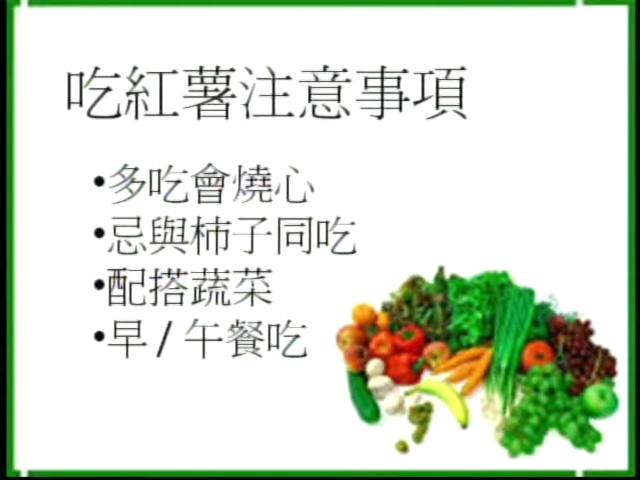 吃紅薯注意事項
•多吃會燒心
•忌與柿子同吃
•配搭蔬菜
•早/午餐吃